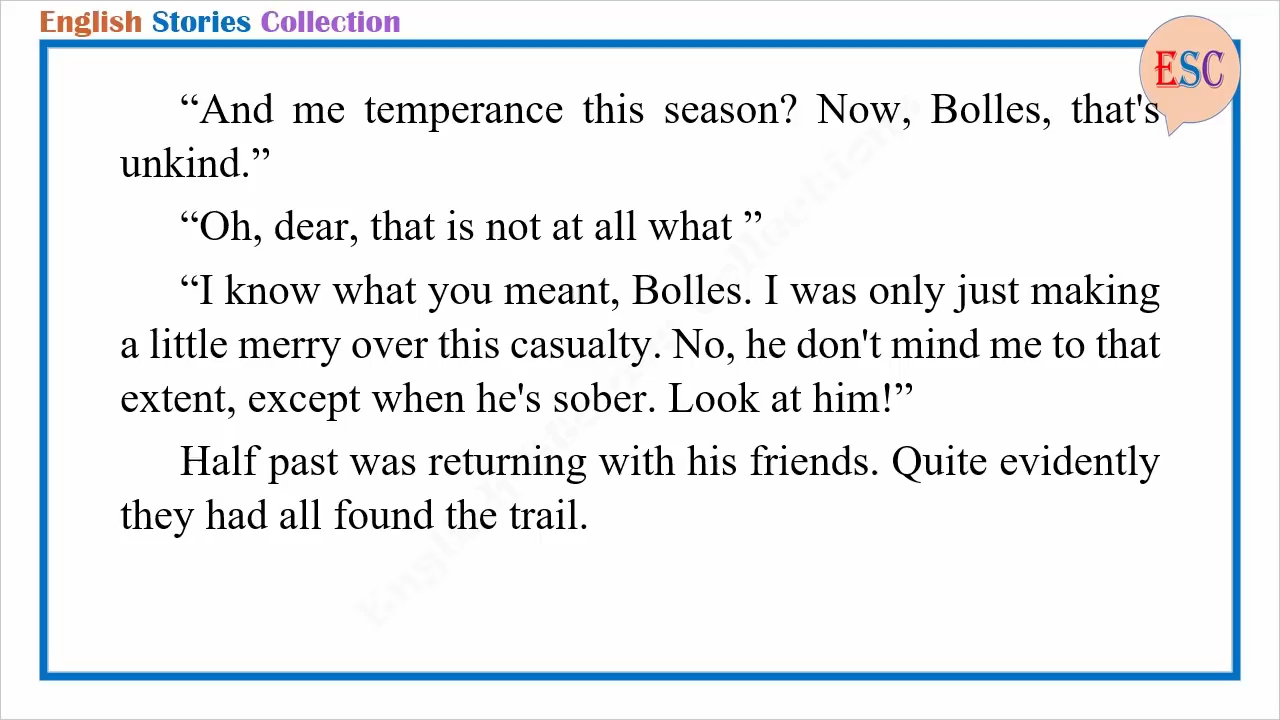 English Stories Collection
ESC
“And me temperance this season? Now, Bolles, that's
unkind.”
“Oh, dear, that is not at all what ”
“I know what you meant, Bolles. I was only just making
a little merry over this casualty. No, he don't mind me to that
extent, except when he's sober. Look at him!”
Half past was returning with his friends. Quite evidently
they had all found the trail.